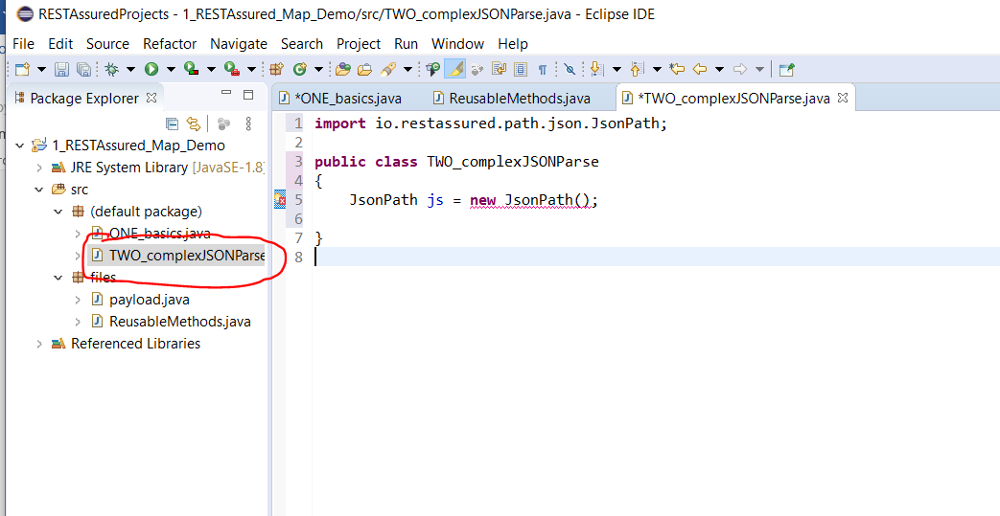 RESTAssuredProjects - 1_RESTAssured_Map_Demo/src/TWO_complexJSONParse.java - Eclipse IDE
File Edit Source Refactor Navigate Search Project Run Window Help
Package Explorer
*ONE_basics.java ReusableMethods.java *TWO_complexJSONParse.java
1_RESTAssured_Map_Demo
JRE System Library [JavaSE-1.8]
src
(default package)
ONE_basics.java
TWO_complexJSONParse
files
payload.java
ReusableMethods.java
Referenced Libraries
1 import io.restassured.path.json.JsonPath;
2
3 public class TWO_complexJSONParse
4 {
5 JsonPath js = new JsonPath();
6
7 }
8